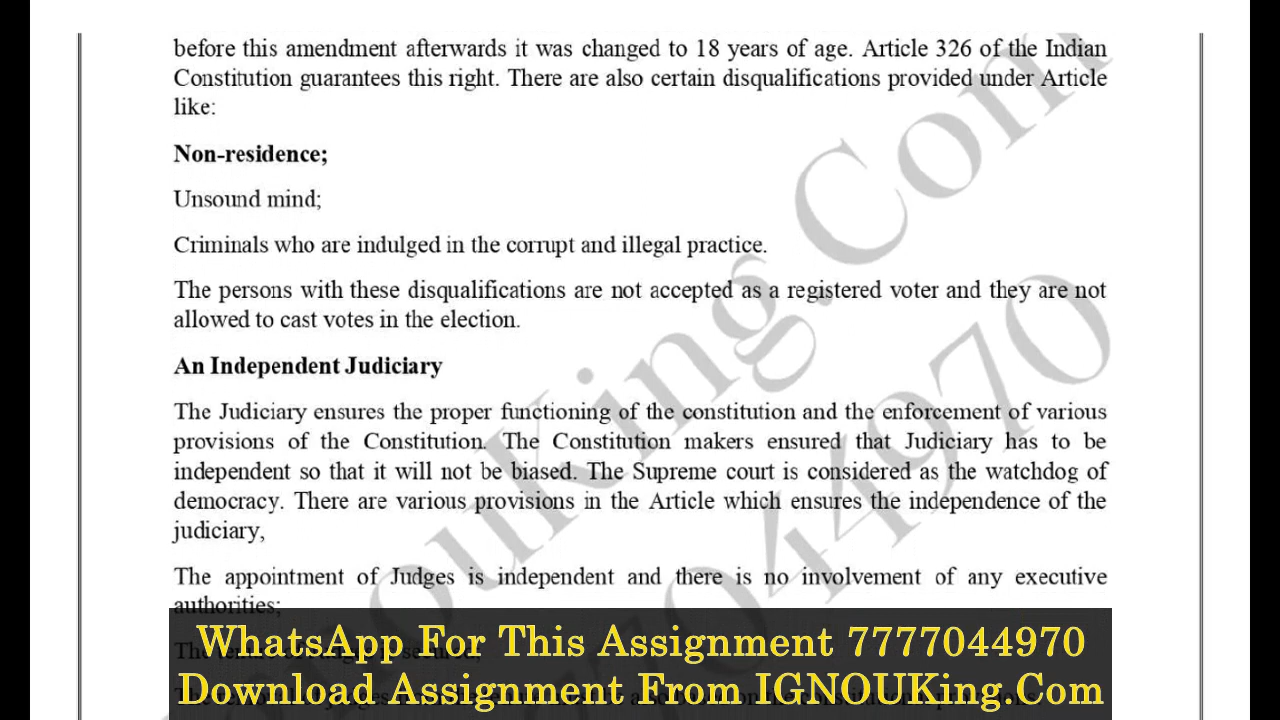 before this amendment afterwards it was changed to 18 years of age. Article 326 of the Indian
Constitution guarantees this right. There are also certain disqualifications provided under Article
like:
Non-residence;
Unsound mind;
Criminals who are indulged in the corrupt and illegal practice.
The persons with these disqualifications are not accepted as a registered voter and they are not
allowed to cast votes in the election.
An Independent Judiciary
The Judiciary ensures the proper functioning of the constitution and the enforcement of various
provisions of the Constitution. The Constitution makers ensured that Judiciary has to be
independent so that it will not be biased. The Supreme court is considered as the watchdog of
democracy. There are various provisions in the Article which ensures the independence of the
judiciary,
The appointment of Judges is independent and there is no involvement of any executive
authorities;
WhatsApp For This Assignment 7777044970
Download Assignment From IGNOUKing.Com